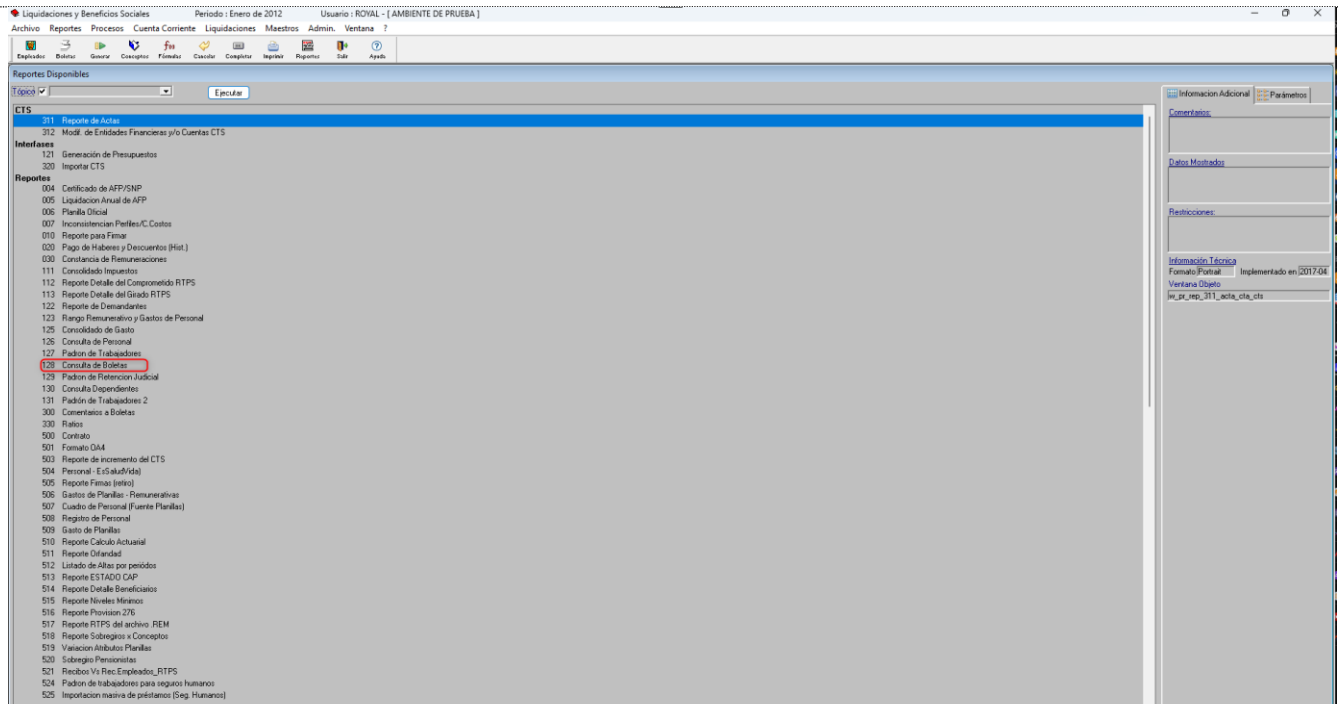 Liquidaciones y Beneficios Sociales Periodo : Enero de 2012 Usuario : ROYAL - [ AMBIENTE DE PRUEBA ]
Archivo Reportes Procesos Cuenta Corriente Liquidaciones Maestros Admin. Ventana ?
Empleados Boletas Generar Conceptos Fórmulas Cancelar Completar Imprimir Reportes Salir Ayuda
Reportes Disponibles
Tópico Ejecutar
Informacion Adicional Parámetros
CTS
311 Reporte de Actas
312 Modif. de Entidades Financieras y/o Cuentas CTS
Interfases
121 Generación de Presupuestos
320 Importar CTS
Reportes
004 Certificado de AFP/SNP
005 Liquidacion Anual de AFP
006 Planilla Oficial
007 Inconsistencian Perfiles/C.Costos
010 Reporte para Firmar
020 Pago de Haberes y Descuentos (Hist.)
030 Constancia de Remuneraciones
111 Consolidado Impuestos
112 Reporte Detalle del Comprometido RTPS
113 Reporte Detalle del Girado RTPS
122 Reporte de Demandantes
123 Rango Remunerativo y Gastos de Personal
125 Consolidado de Gasto
126 Consulta de Personal
127 Padron de Trabajadores
128 Consulta de Boletas
129 Padron de Retencion Judicial
130 Consulta Dependientes
131 Padrón de Trabajadores 2
300 Comentarios a Boletas
330 Ratios
500 Contrato
501 Formato OA4
503 Reporte de incremento del CTS
504 Personal - EsSaludVida)
505 Reporte Firmas (retiro)
506 Gastos de Planillas - Remunerativas
507 Cuadro de Personal (Fuente Planillas)
508 Registro de Personal
509 Gasto de Planillas
510 Reporte Calculo Actuarial
511 Reporte Orfandad
512 Listado de Altas por periódos
513 Reporte ESTADO CAP
514 Reporte Detalle Beneficiarios
515 Reporte Niveles Minimos
516 Reporte Provision 276
517 Reporte RTPS del archivo .REM
518 Reporte Sobregiros x Conceptos
519 Variacion Atributos Planillas
520 Sobregiro Pensionistas
521 Recibos Vs Rec.Empleados_RTPS
524 Padron de trabajadores para seguros humanos
525 Importacion masiva de préstamos (Seg. Humanos)
Comentarios:
Datos Mostrados
Restricciones:
Información Técnica
Formato Portrait Implementado en 2017-04
Ventana Objeto
w_pr_rep_311_acta_cta_cts